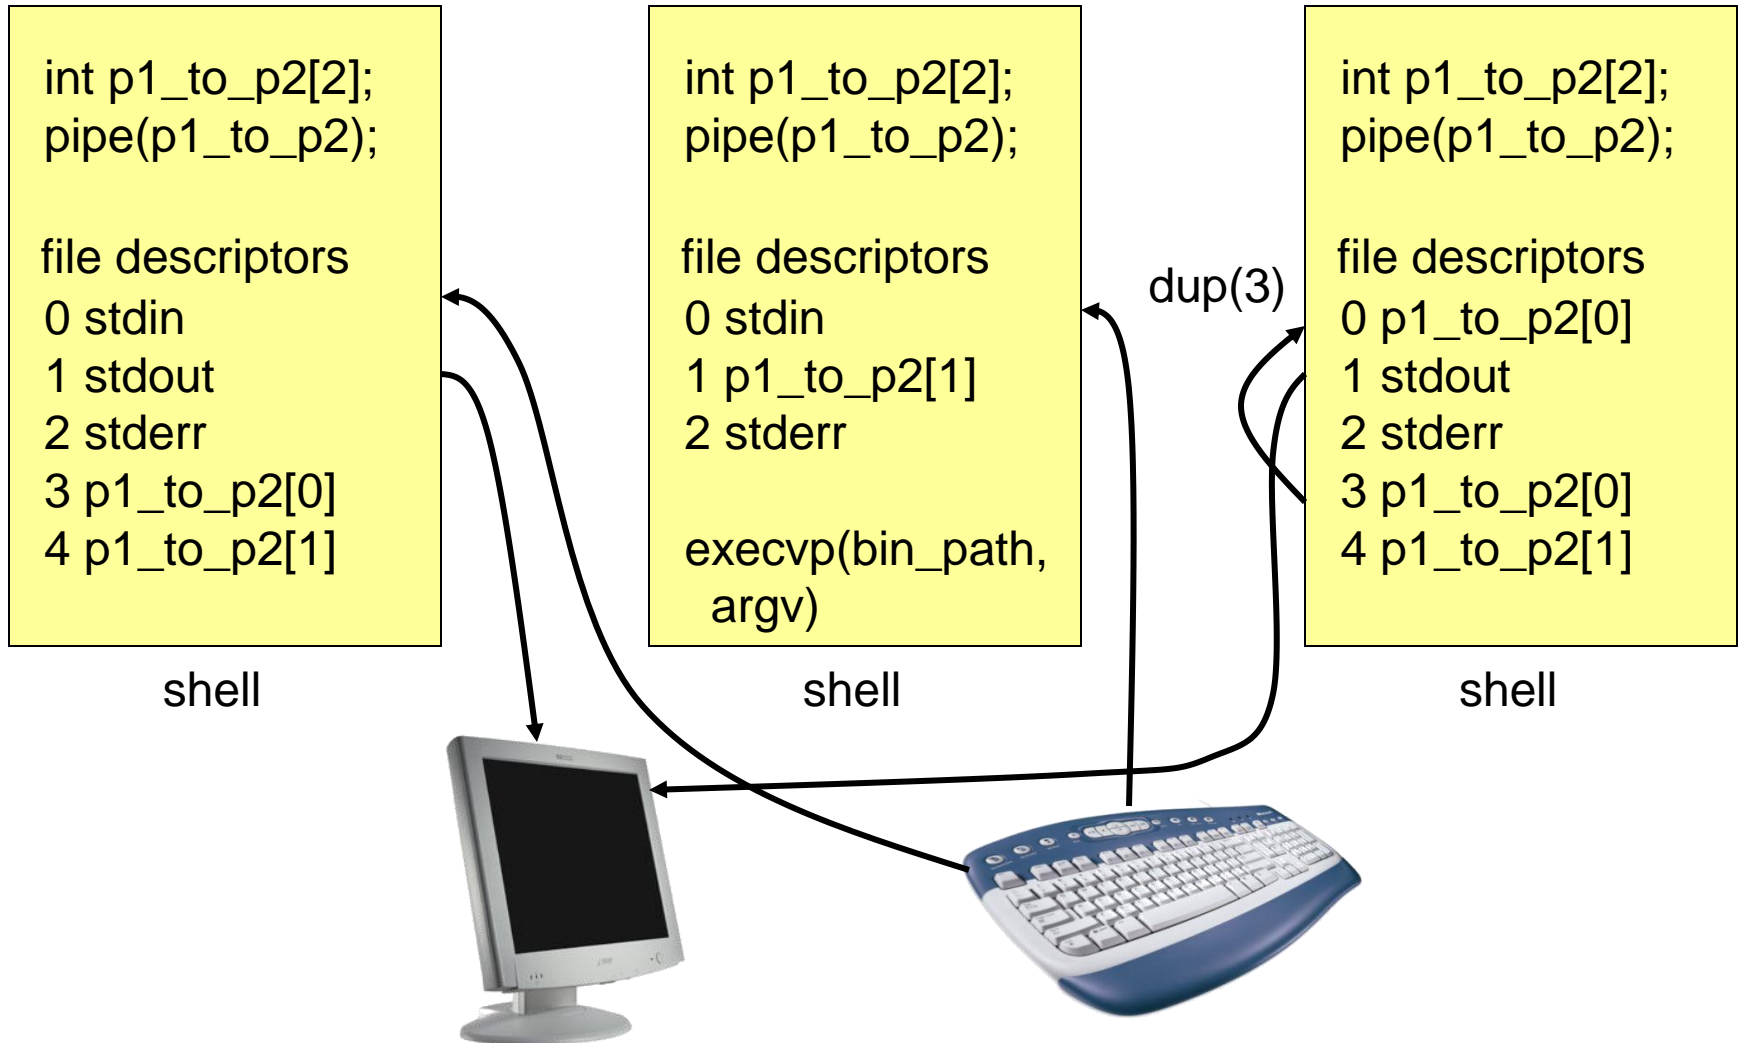 int p1_to_p2[2];
pipe(p1_to_p2);
file descriptors
0 stdin
1 stdout
2 stderr
3 p1_to_p2[0]
4 p1_to_p2[1]
shell
int p1_to_p2[2];
pipe(p1_to_p2);
file descriptors
0 stdin
1 p1_to_p2[1]
2 stderr
execvp(bin_path,
argv)
shell
dup(3)
int p1_to_p2[2];
pipe(p1_to_p2);
file descriptors
0 p1_to_p2[0]
1 stdout
2 stderr
3 p1_to_p2[0]
4 p1_to_p2[1]
shell